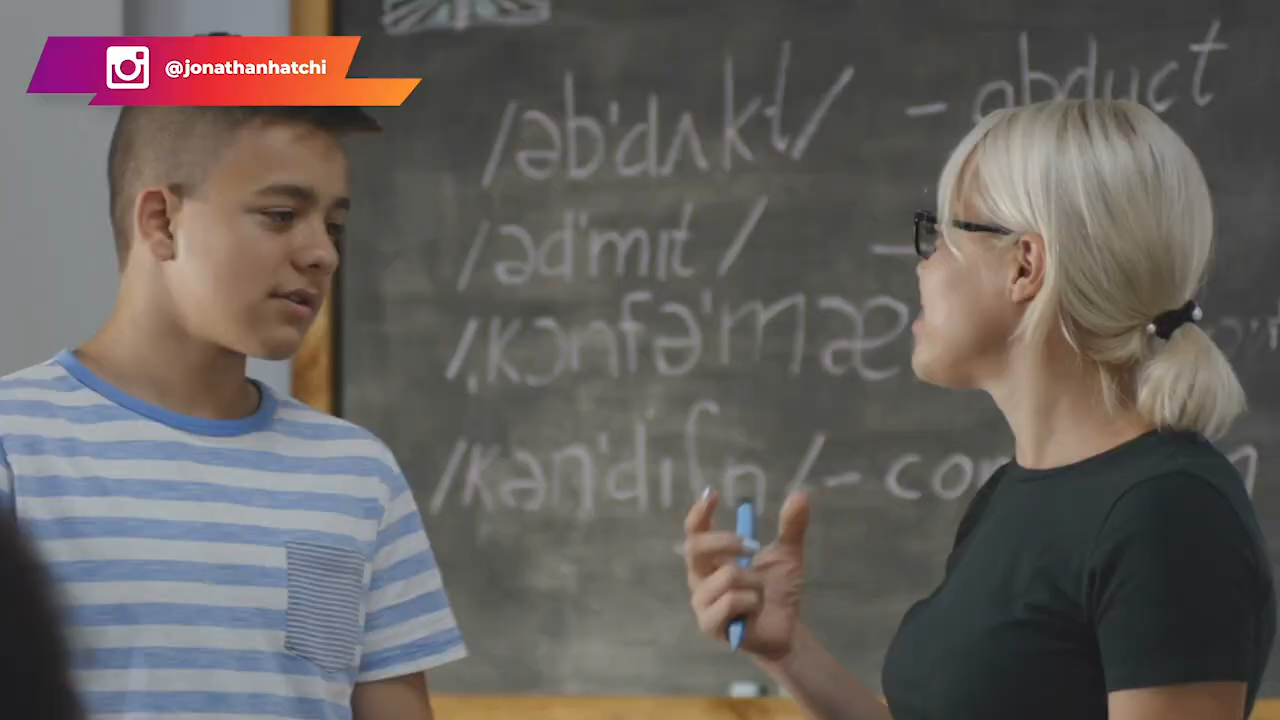 @jonathanhatchi
/əb'dʌkt/ - abduct
/əd'mɪt/ -
/ˌkɔnfə'mæ
/kən'dɪʃn/ - con